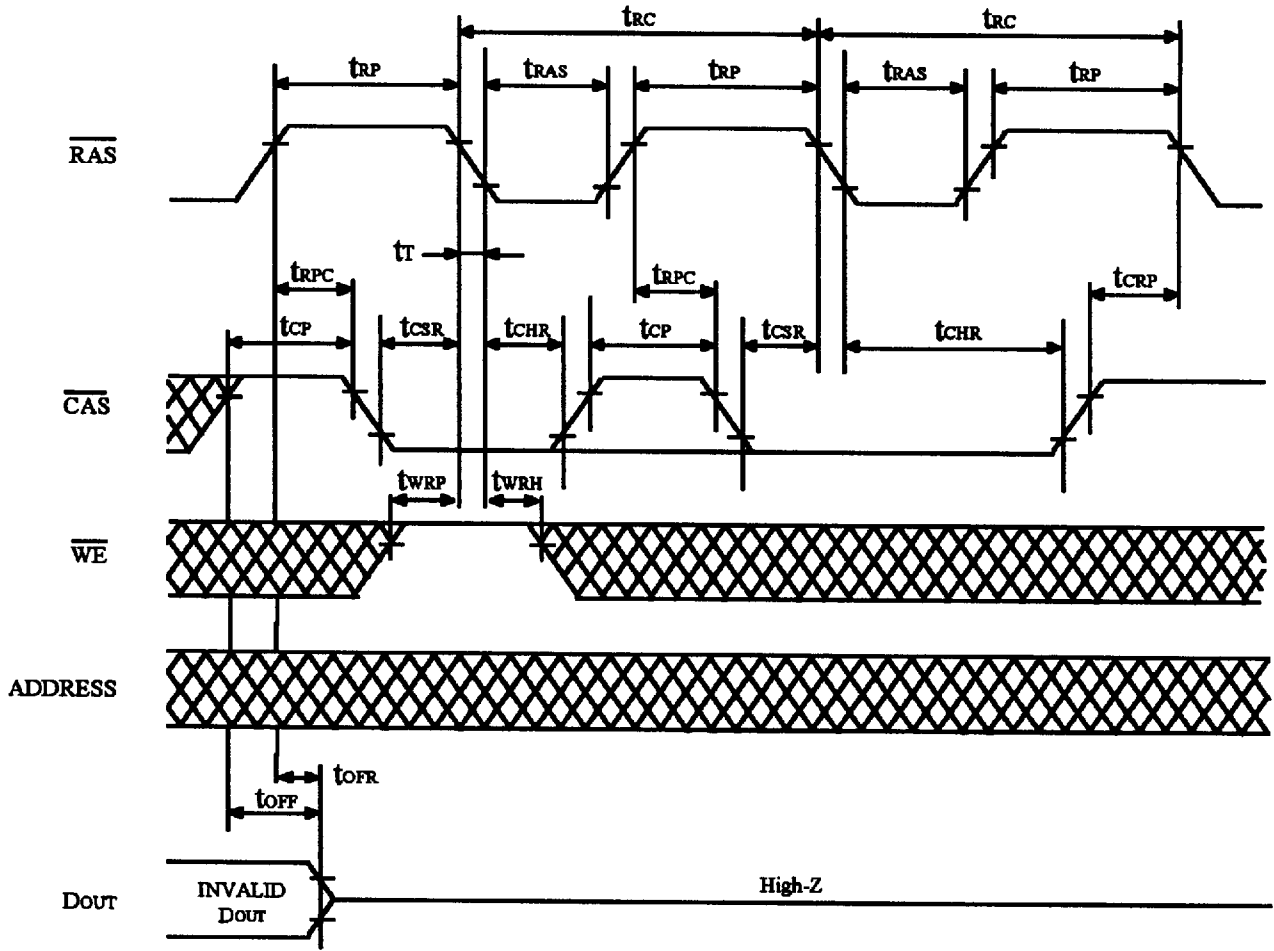 tRC tRC
tRP tRAS tRP tRAS tRP
RAS
tT
tRPC tRPC tCRP
tCP tCSR tCHR tCP tCSR tCHR
CAS
tWRP tWRH
WE
ADDRESS
tOFR
tOFF
INVALID
DOUT
High-Z
DOUT